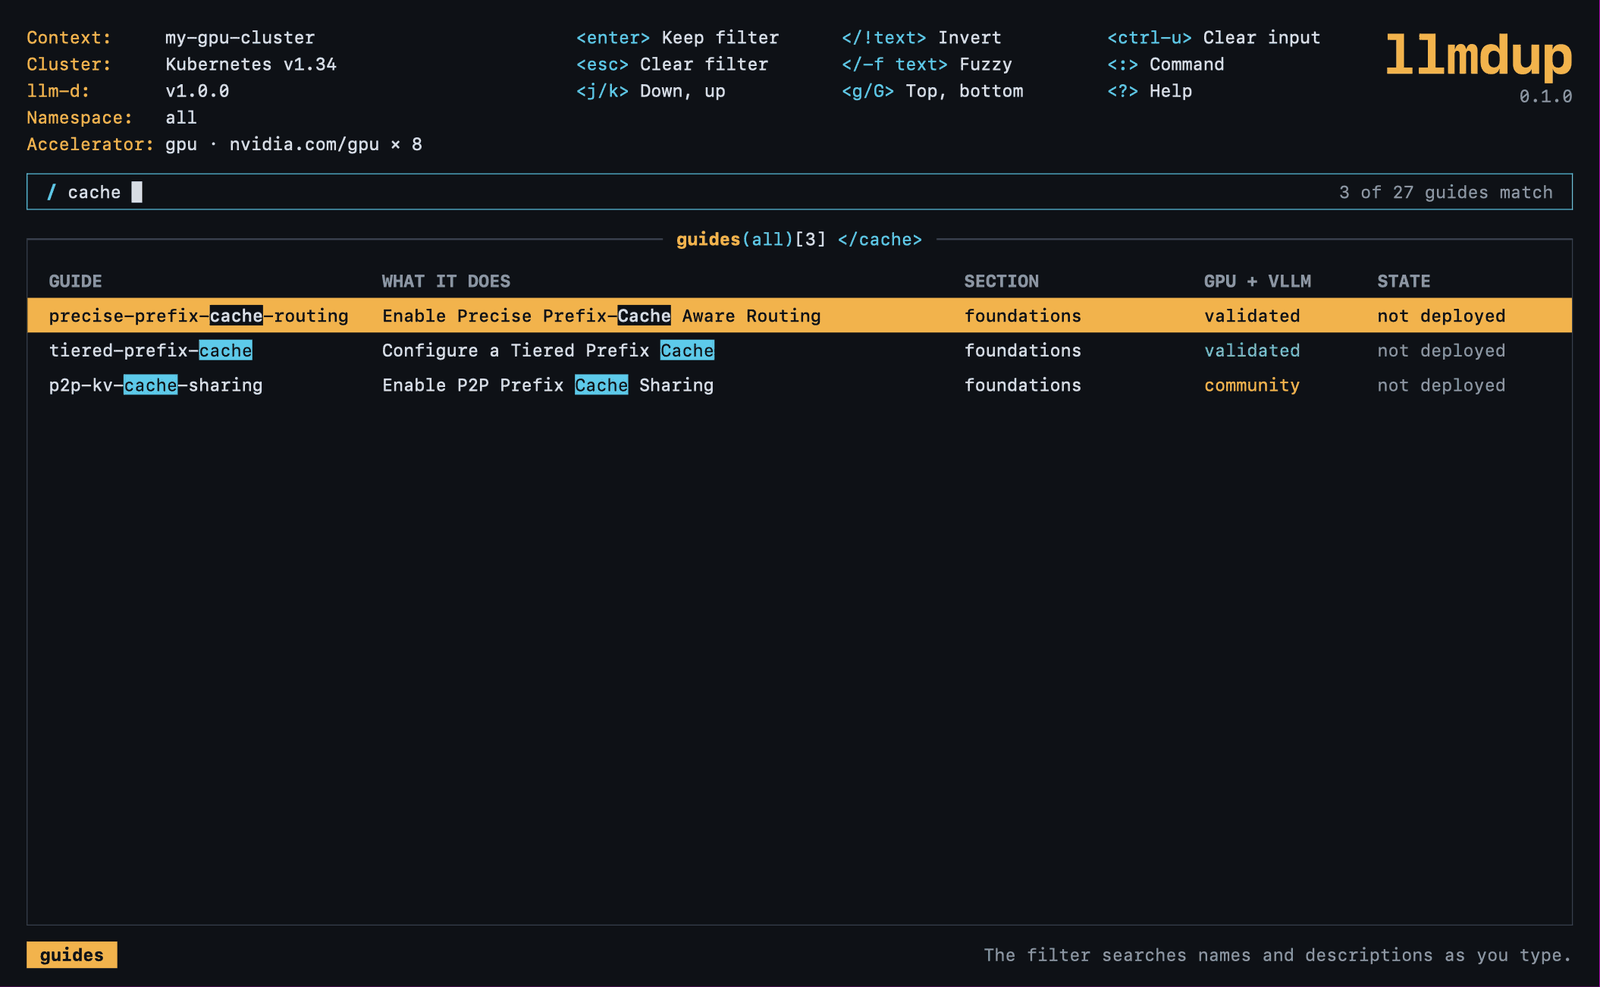 Context: my-gpu-cluster <enter> Keep filter </!text> Invert <ctrl-u> Clear input llmdup
Cluster: Kubernetes v1.34 <esc> Clear filter </-f text> Fuzzy <:> Command
llm-d: v1.0.0 <j/k> Down, up <g/G> Top, bottom <?> Help 0.1.0
Namespace: all
Accelerator: gpu · nvidia.com/gpu × 8
/ cache 3 of 27 guides match
guides(all)[3] </cache>
GUIDE WHAT IT DOES SECTION GPU + VLLM STATE
precise-prefix-cache-routing Enable Precise Prefix-Cache Aware Routing foundations validated not deployed
tiered-prefix-cache Configure a Tiered Prefix Cache foundations validated not deployed
p2p-kv-cache-sharing Enable P2P Prefix Cache Sharing foundations community not deployed
guides The filter searches names and descriptions as you type.